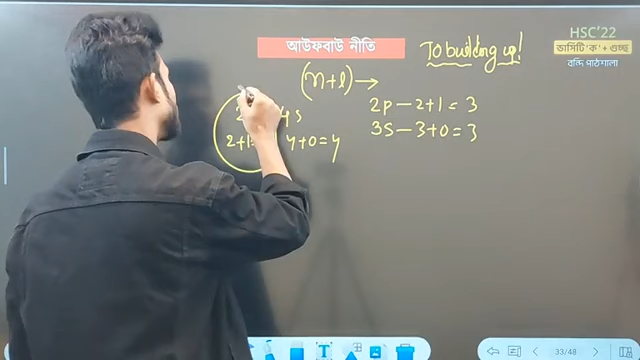 HSC'22
ভার্সিটি 'ক' + গুচ্ছ
বন্দি পাঠশালা
আউফবাউ নীতি
To building up!
(n+l) →
2p – 2+1 = 3
3s – 3+0 = 3
4s
2+1= 4+0=4
33/48